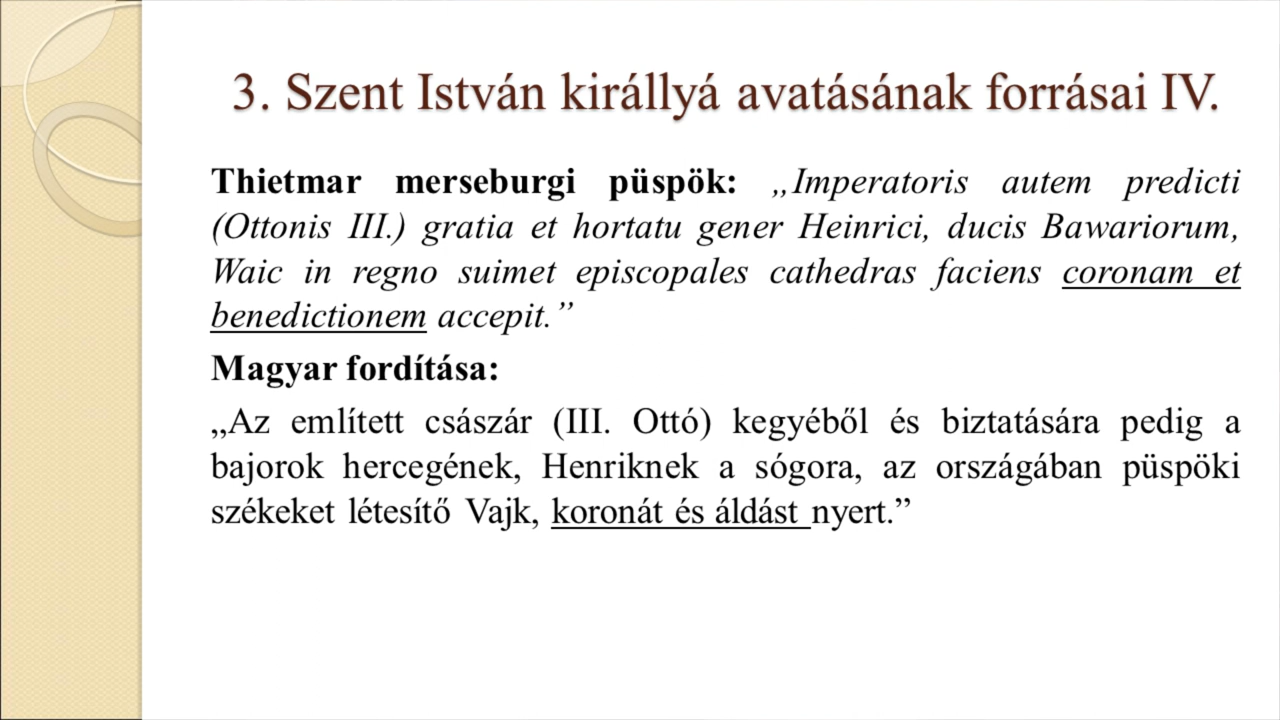 3. Szent István királlyá avatásának forrásai IV.
Thietmar merseburgi püspök: „Imperatoris autem predicti
(Ottonis III.) gratia et hortatu gener Heinrici, ducis Bawariorum,
Waic in regno suimet episcopales cathedras faciens coronam et
benedictionem accepit.”
Magyar fordítása:
„Az említett császár (III. Ottó) kegyéből és biztatására pedig a
bajorok hercegének, Henriknek a sógora, az országában püspöki
székeket létesítő Vajk, koronát és áldást nyert.”